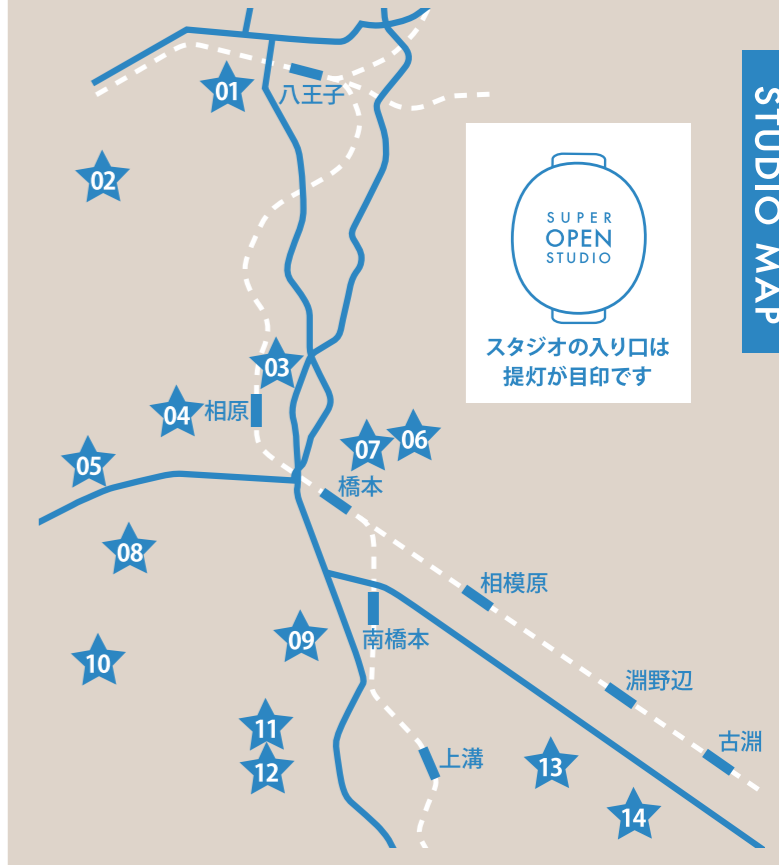 STUDIO MAP
01
八王子
02
SUPER
OPEN
STUDIO
スタジオの入り口は
提灯が目印です
03
04
相原
05
06
07
橋本
08
相模原
09
南橋本
10
淵野辺
11
古淵
12
上溝
13
14